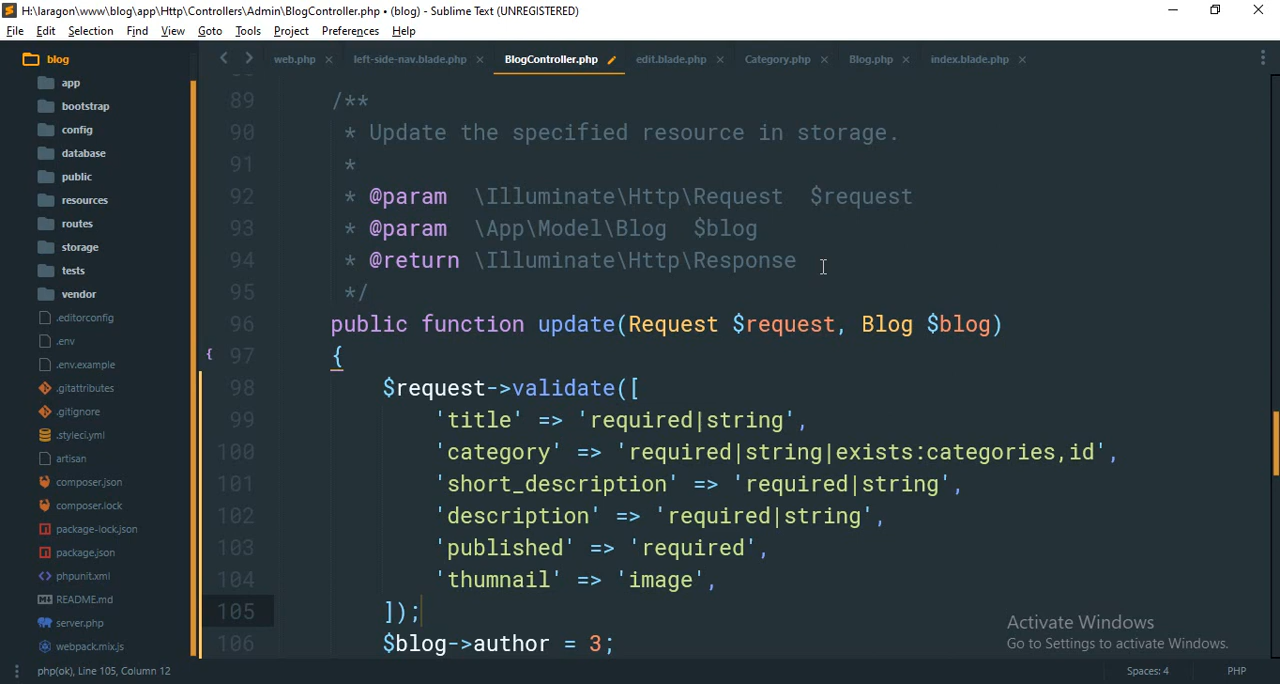 H:\laragon\www\blog\app\Http\Controllers\Admin\BlogController.php • (blog) - Sublime Text (UNREGISTERED)
File Edit Selection Find View Goto Tools Project Preferences Help
blog
app
bootstrap
config
database
public
resources
routes
storage
tests
vendor
.editorconfig
.env
.env.example
.gitattributes
.gitignore
.styleci.yml
artisan
composer.json
composer.lock
package-lock.json
package.json
phpunit.xml
README.md
server.php
webpack.mix.js
web.php left-side-nav.blade.php BlogController.php edit.blade.php Category.php Blog.php index.blade.php
89 /**
90 * Update the specified resource in storage.
91 *
92 * @param \Illuminate\Http\Request $request
93 * @param \App\Model\Blog $blog
94 * @return \Illuminate\Http\Response
95 */
96 public function update(Request $request, Blog $blog)
{ 97 {
98 $request->validate([
99 'title' => 'required|string',
100 'category' => 'required|string|exists:categories,id',
101 'short_description' => 'required|string',
102 'description' => 'required|string',
103 'published' => 'required',
104 'thumnail' => 'image',
105 ]);
106 $blog->author = 3;
Activate Windows
Go to Settings to activate Windows.
php(ok), Line 105, Column 12 Spaces: 4 PHP